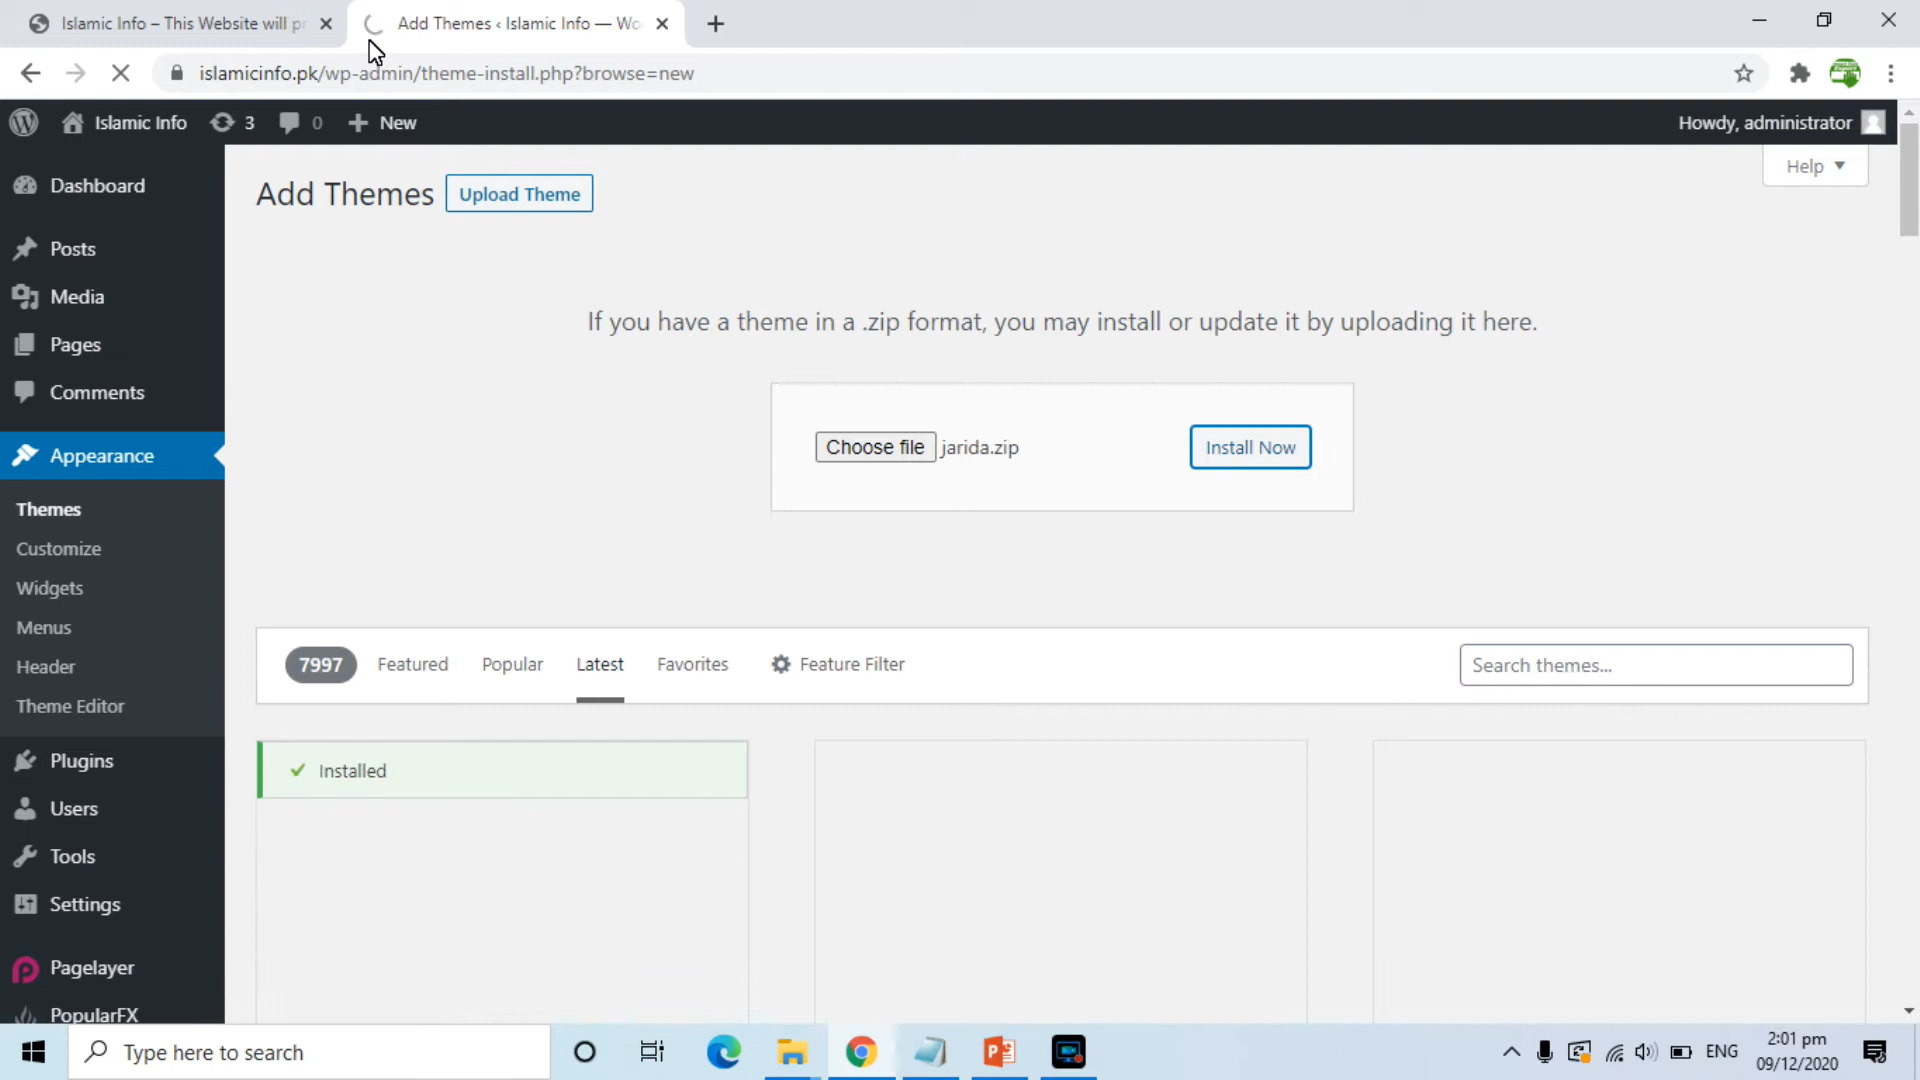 Islamic Info – This Website will pr
Add Themes ‹ Islamic Info — Wo
islamicinfo.pk/wp-admin/theme-install.php?browse=new
Islamic Info
3
0
New
Howdy, administrator
Help
Dashboard
Posts
Media
Pages
Comments
Appearance
Themes
Customize
Widgets
Menus
Header
Theme Editor
Plugins
Users
Tools
Settings
Pagelayer
PopularFX
Add Themes
Upload Theme
If you have a theme in a .zip format, you may install or update it by uploading it here.
Choose file jarida.zip
Install Now
7997
Featured
Popular
Latest
Favorites
Feature Filter
Search themes...
Installed
Type here to search
ENG
2:01 pm
09/12/2020